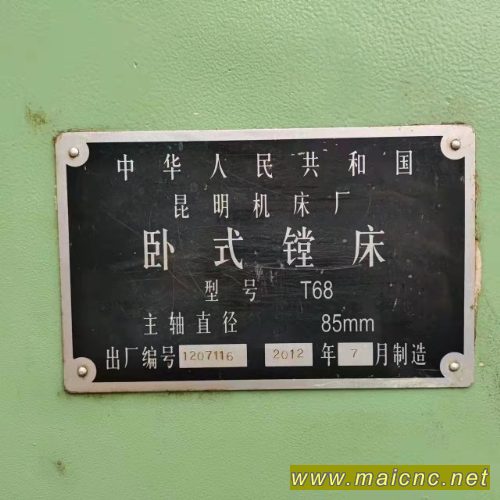 中华人民共和国
昆明机床厂
卧式镗床
型号 T68
主轴直径 85mm
出厂编号 1207116 2012 年 7 月制造
www.maicnc.net